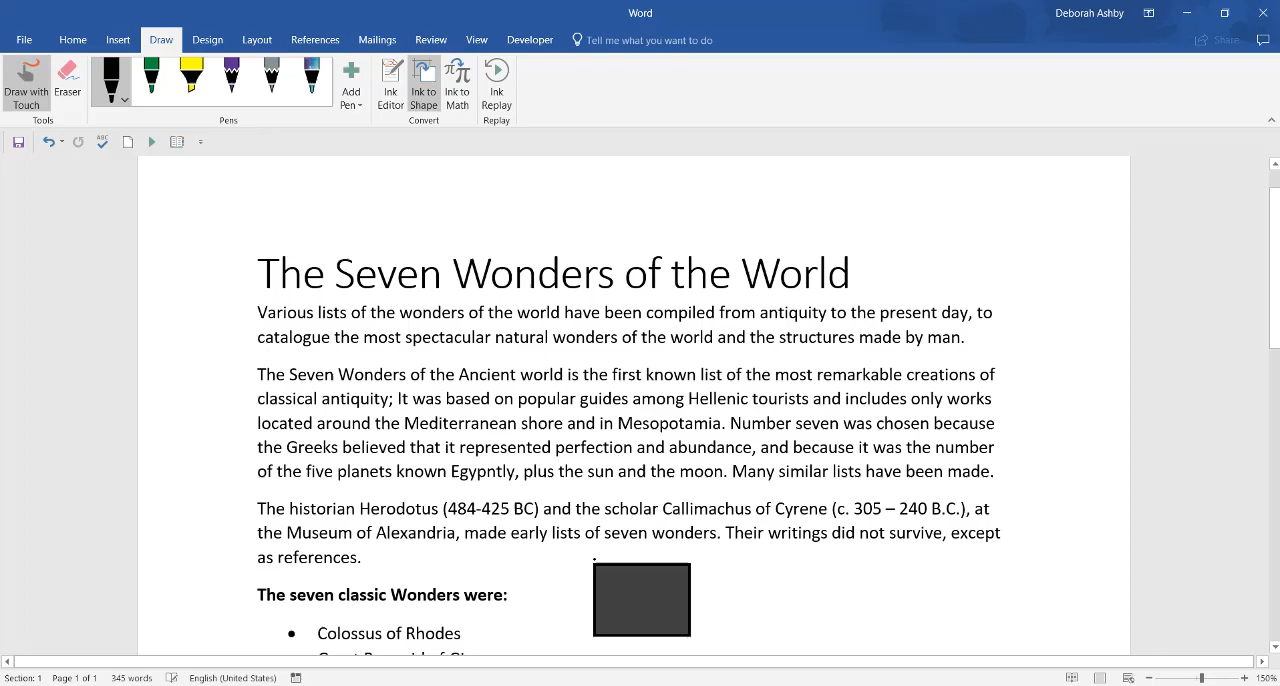 Word
Deborah Ashby
File Home Insert Draw Design Layout References Mailings Review View Developer Tell me what you want to do Share
Draw with Touch
Eraser
Add Pen
Ink Editor
Ink to Shape
Ink to Math
Ink Replay
Tools Pens Convert Replay
ABC
The Seven Wonders of the World
Various lists of the wonders of the world have been compiled from antiquity to the present day, to
catalogue the most spectacular natural wonders of the world and the structures made by man.
The Seven Wonders of the Ancient world is the first known list of the most remarkable creations of
classical antiquity; It was based on popular guides among Hellenic tourists and includes only works
located around the Mediterranean shore and in Mesopotamia. Number seven was chosen because
the Greeks believed that it represented perfection and abundance, and because it was the number
of the five planets known Egypntly, plus the sun and the moon. Many similar lists have been made.
The historian Herodotus (484-425 BC) and the scholar Callimachus of Cyrene (c. 305 – 240 B.C.), at
the Museum of Alexandria, made early lists of seven wonders. Their writings did not survive, except
as references.
The seven classic Wonders were:
• Colossus of Rhodes
Section: 1 Page 1 of 1 345 words English (United States) 150%